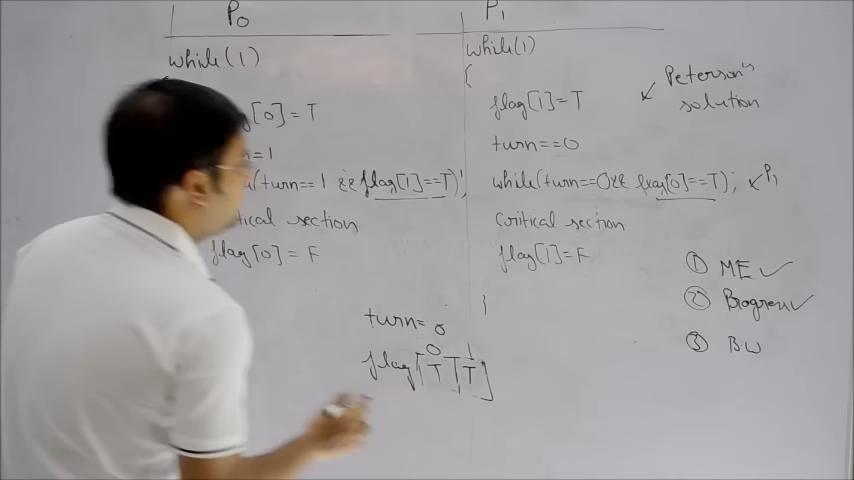 P0
while(1)
[0] = T
=1
(turn==1 && flag[1]==T);
tical section
flag[0] = F
P1
while(1)
{
flag[1] = T
turn==0
while(turn==0&& flag[0]==T); ↙ P1
critical section
flag[1]=F
}
↙ Peterson's
solution
① ME ✓
② Progress ✓
③ BW
turn= 0
0 1
flag[T|T]